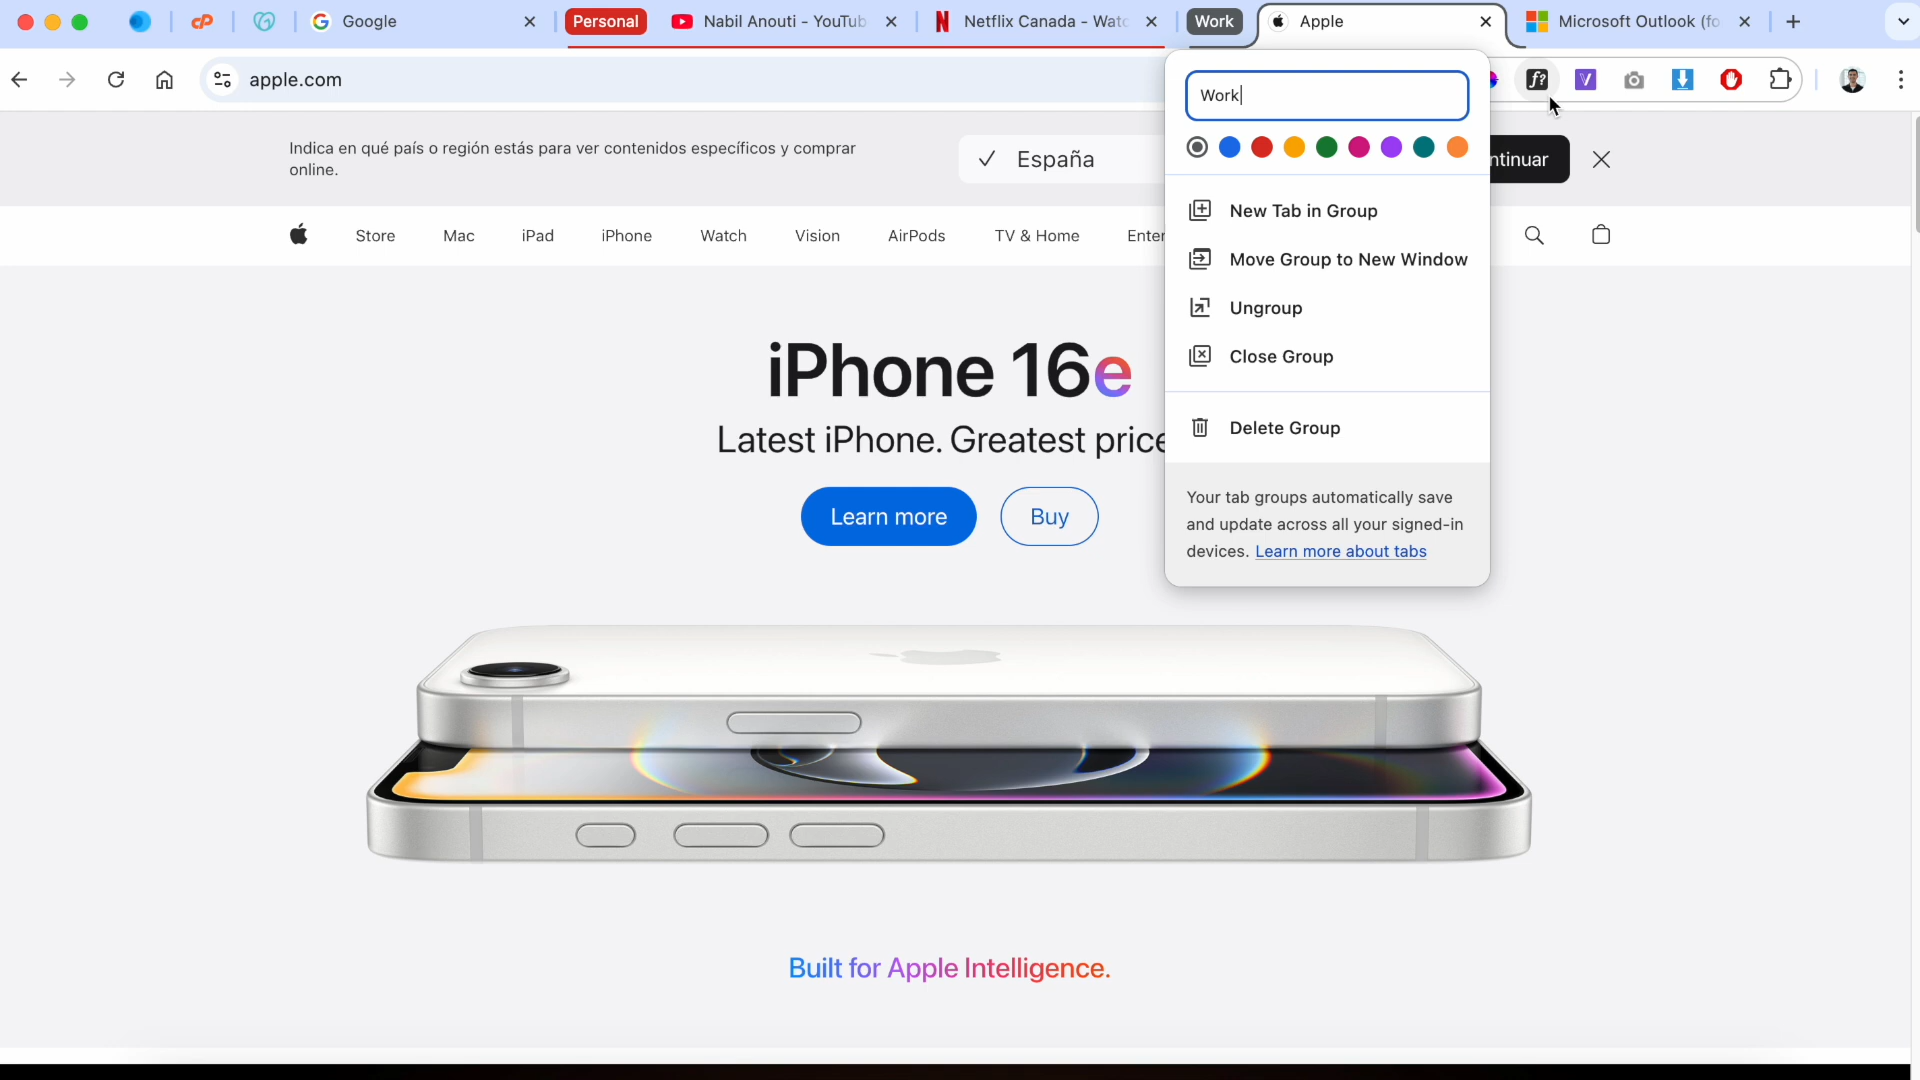 Google
Personal
Nabil Anouti - YouTub
Netflix Canada - Watc
Work
Apple
Microsoft Outlook (fo
apple.com
f?
V
Work
Indica en qué país o región estás para ver contenidos específicos y comprar
online.
España
ntinuar
Store
Mac
iPad
iPhone
Watch
Vision
AirPods
TV & Home
Enter
New Tab in Group
Move Group to New Window
Ungroup
Close Group
Delete Group
Your tab groups automatically save
and update across all your signed-in
devices. Learn more about tabs
iPhone 16e
Latest iPhone. Greatest price
Learn more
Buy
Built for Apple Intelligence.